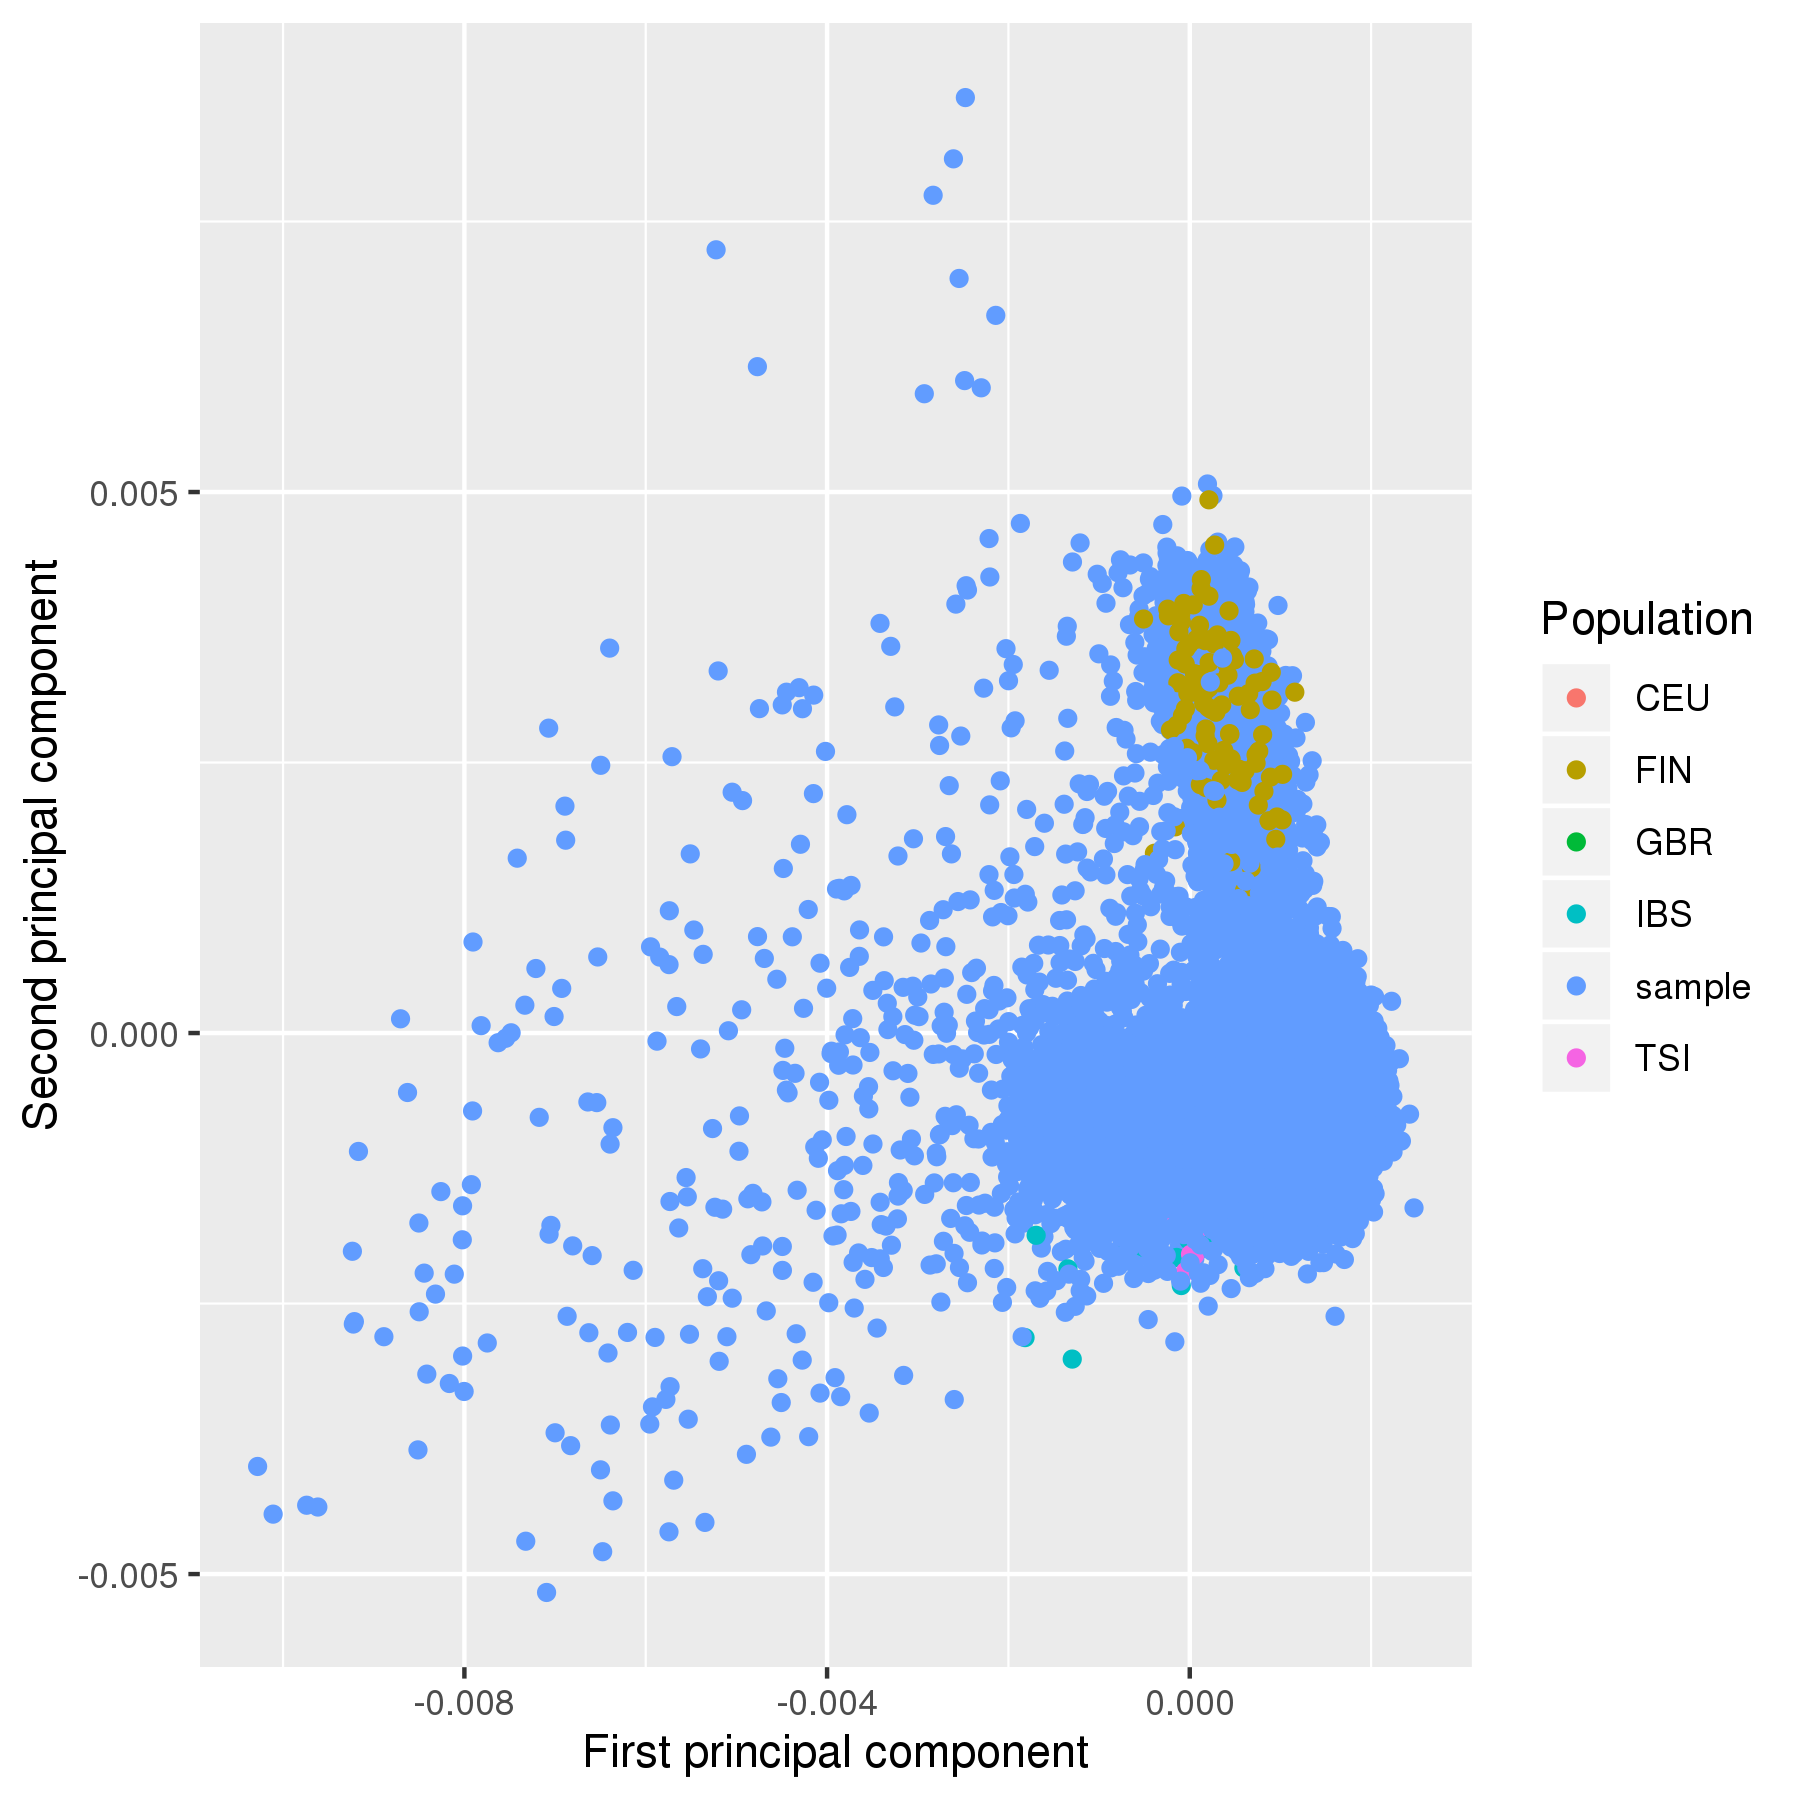 Second principal component
0.005
0.000
-0.005
-0.008
-0.004
0.000
First principal component
Population
CEU
FIN
GBR
IBS
sample
TSI